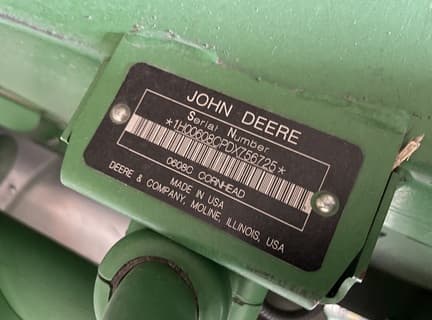 JOHN DEERE
Serial Number
*1H00608CPDX756725*
0608C CORNHEAD
MADE IN USA
DEERE & COMPANY, MOLINE, ILLINOIS, USA